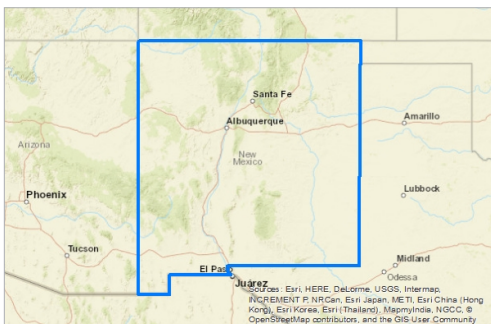 Santa Fe
Albuquerque
Amarillo
Arizona
New
Mexico
Phoenix
Lubbock
Tucson
Midland
El Paso
Odessa
Juárez
Sources: Esri, HERE, DeLorme, USGS, Intermap,
INCREMENT P, NRCan, Esri Japan, METI, Esri China (Hong
Kong), Esri Korea, Esri (Thailand), MapmyIndia, NGCC, ©
OpenStreetMap contributors, and the GIS User Community